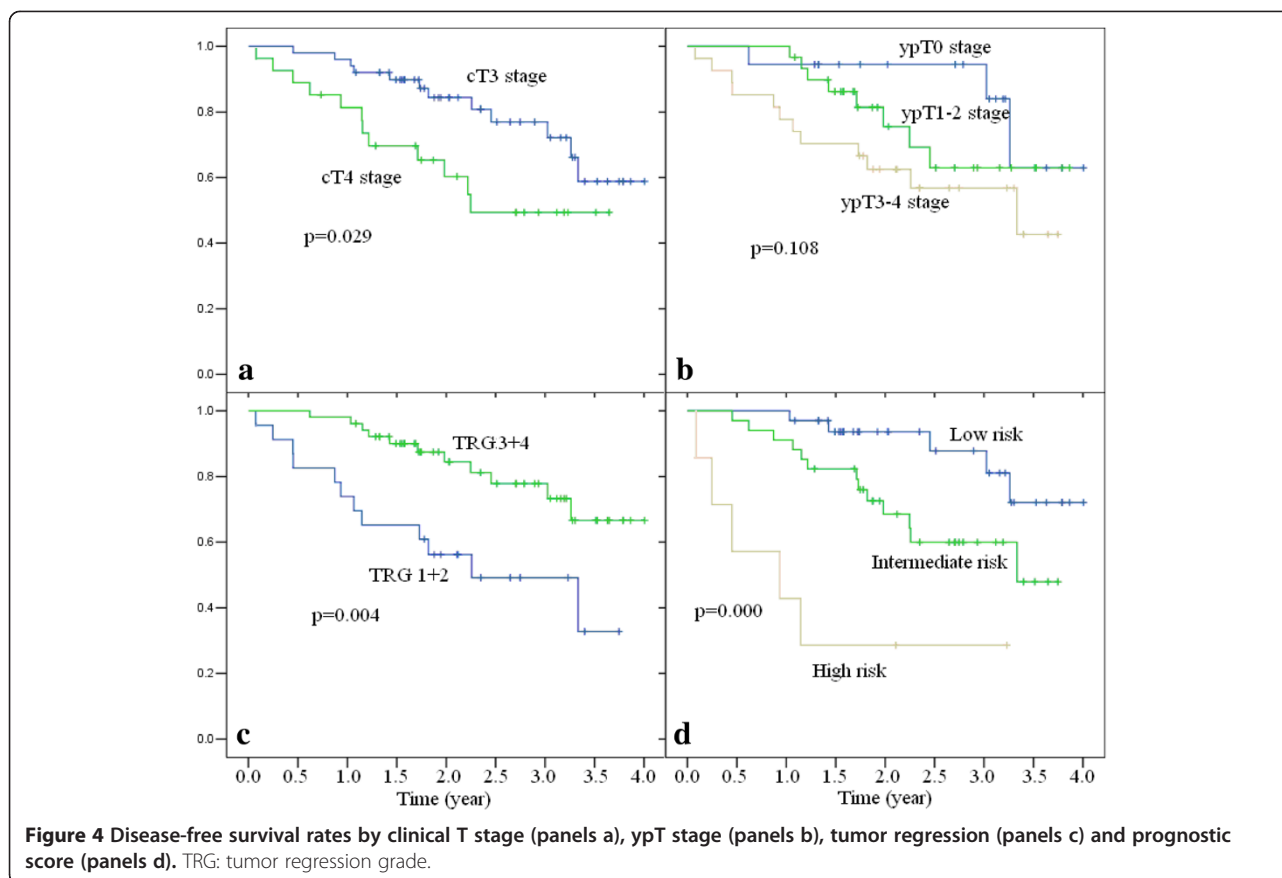 1.0
0.8
0.6
0.4
0.2
0.0
cT3 stage
cT4 stage
p=0.029
a
ypT0 stage
ypT1-2 stage
ypT3-4 stage
p=0.108
b
1.0
0.8
0.6
0.4
0.2
0.0
TRG3+4
TRG 1+2
p=0.004
c
Low risk
Intermediate risk
p=0.000
High risk
d
0.0 0.5 1.0 1.5 2.0 2.5 3.0 3.5 4.0
Time (year)
0.0 0.5 1.0 1.5 2.0 2.5 3.0 3.5 4.0
Time (year)
Figure 4 Disease-free survival rates by clinical T stage (panels a), ypT stage (panels b), tumor regression (panels c) and prognostic
score (panels d). TRG: tumor regression grade.